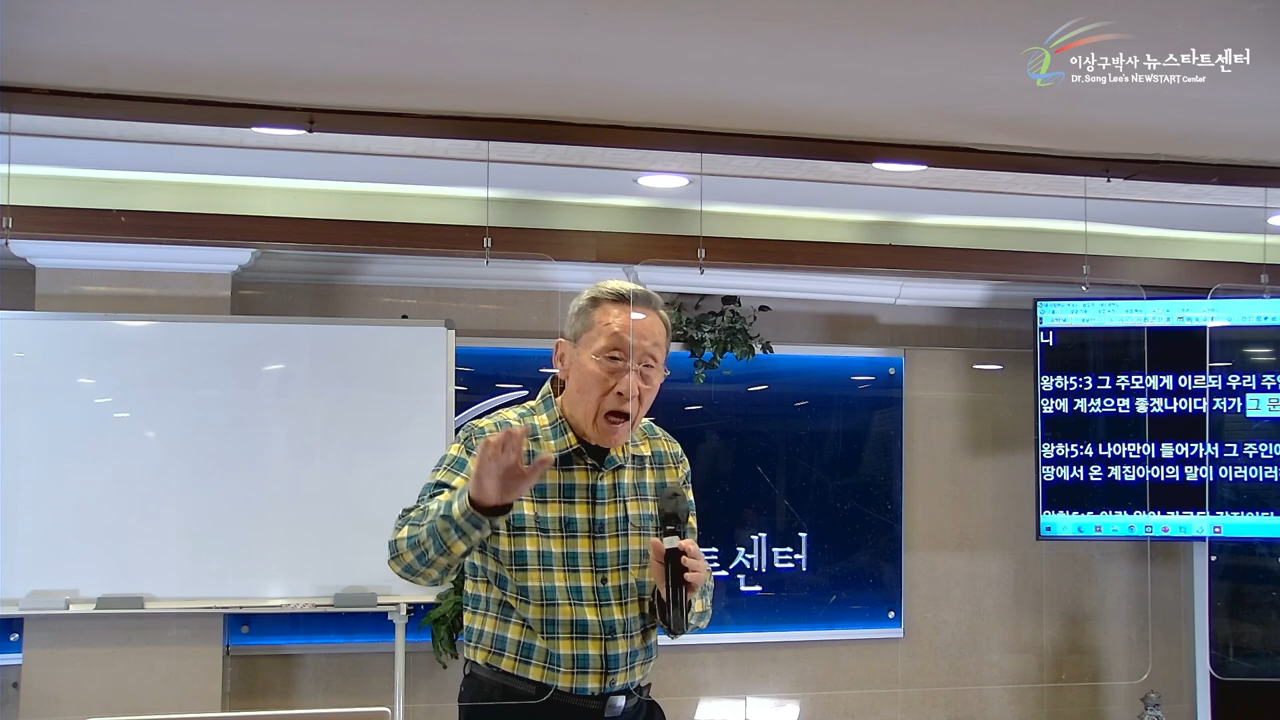 이상구박사 뉴스타트센터
Dr. Sang Lee's NEWSTART Center
니
왕하5:3 그 주모에게 이르되 우리 주인
앞에 계셨으면 좋겠나이다 저가 그 문
왕하5:4 나아만이 들어가서 그 주인에
땅에서 온 계집아이의 말이 이러이러
트센터